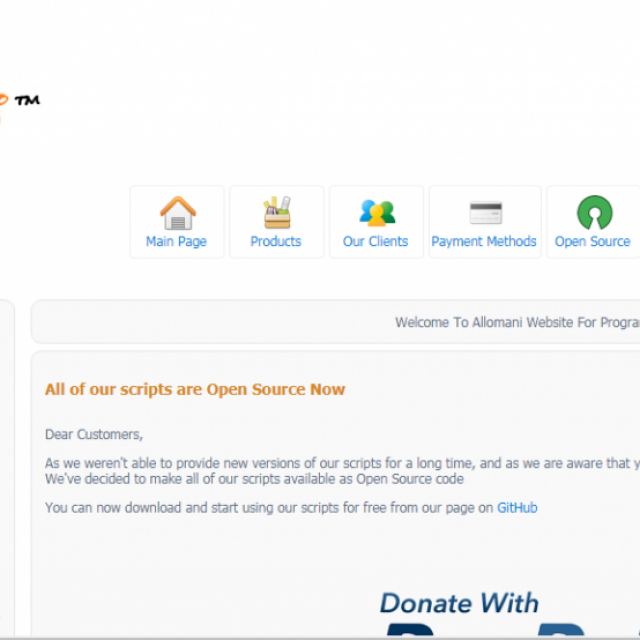 TM
Main Page
Products
Our Clients
Payment Methods
Open Source
Welcome To Allomani Website For
All of our scripts are Open Source Now
Dear Customers,
As we weren't able to provide new versions of our scripts for a long time, and as we are aware that
We've decided to make all of our scripts available as Open Source code
You can now download and start using our scripts for free from our page on GitHub
Donate With